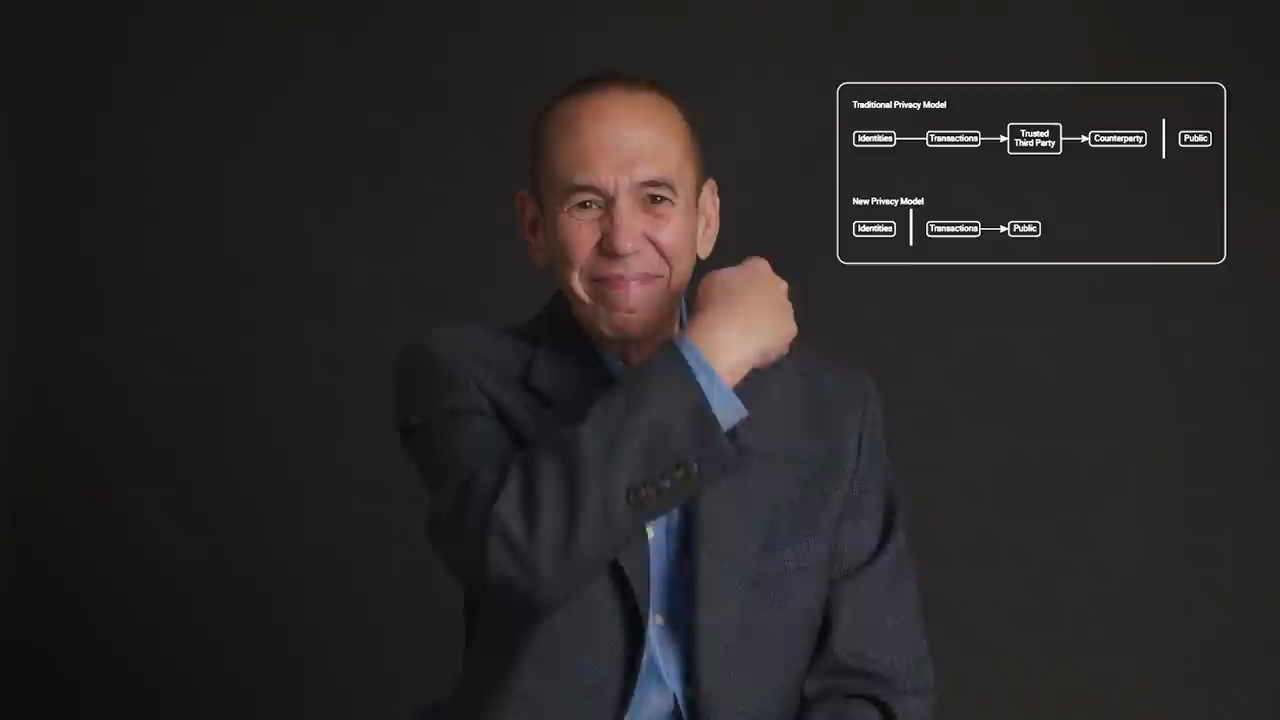 Traditional Privacy Model
Identities Transactions Trusted Third Party Counterparty Public
New Privacy Model
Identities Transactions Public